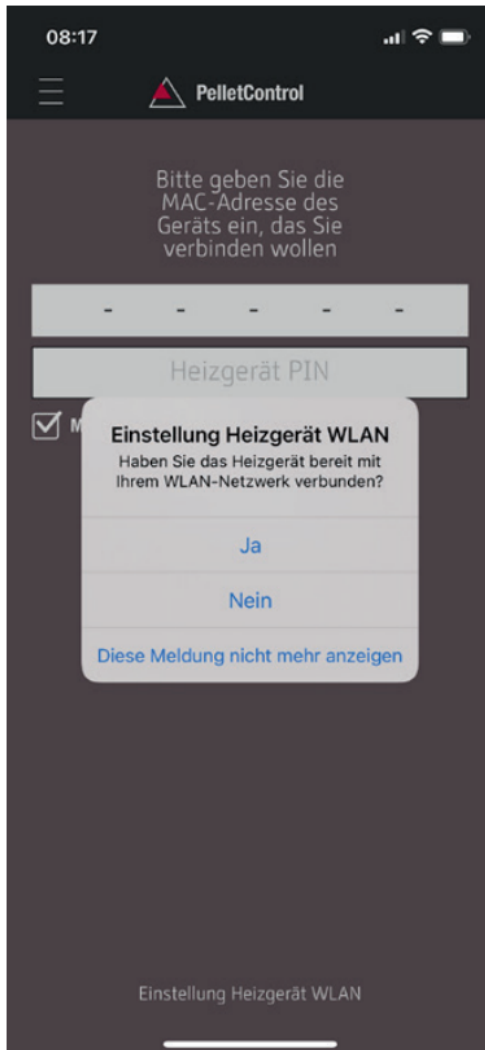 08:17
PelletControl
Bitte geben Sie die
MAC-Adresse des
Geräts ein, das Sie
verbinden wollen
- - - - -
Heizgerät PIN
M
Einstellung Heizgerät WLAN
Haben Sie das Heizgerät bereit mit
Ihrem WLAN-Netzwerk verbunden?
Ja
Nein
Diese Meldung nicht mehr anzeigen
Einstellung Heizgerät WLAN